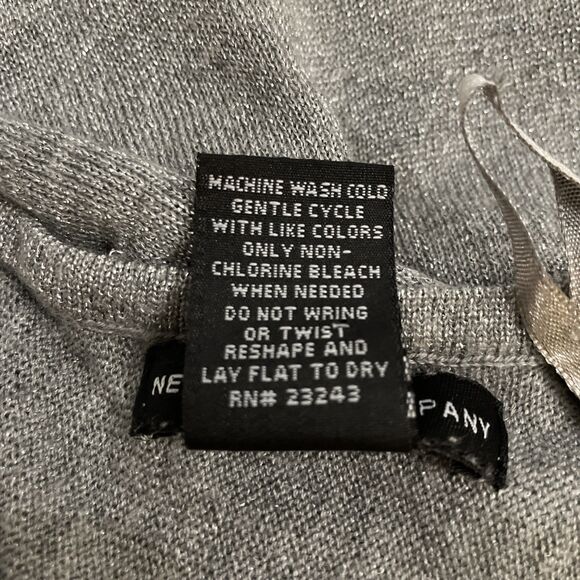 MACHINE WASH COLD
GENTLE CYCLE
WITH LIKE COLORS
ONLY NON-
CHLORINE BLEACH
WHEN NEEDED
DO NOT WRING
OR TWIST
RESHAPE AND
LAY FLAT TO DRY
RN# 23243
NE
PANY